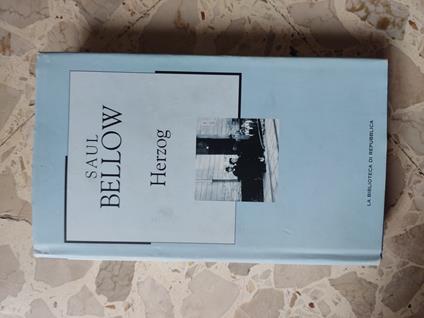 SAUL
BELLOW
Herzog
LA BIBLIOTECA DI REPUBBLICA